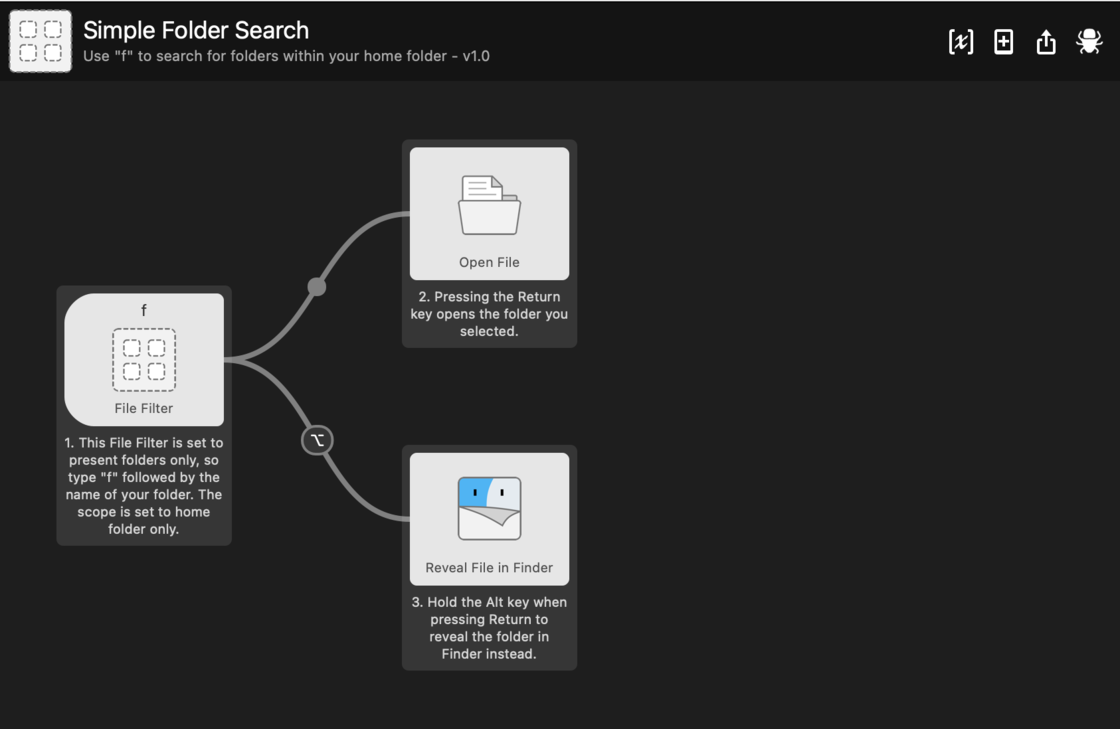 Simple Folder Search
Use "f" to search for folders within your home folder - v1.0
Open File
2. Pressing the Return
key opens the folder you
selected.
f
File Filter
1. This File Filter is set to
present folders only, so
type "f" followed by the
name of your folder. The
scope is set to home
folder only.
Reveal File in Finder
3. Hold the Alt key when
pressing Return to
reveal the folder in
Finder instead.